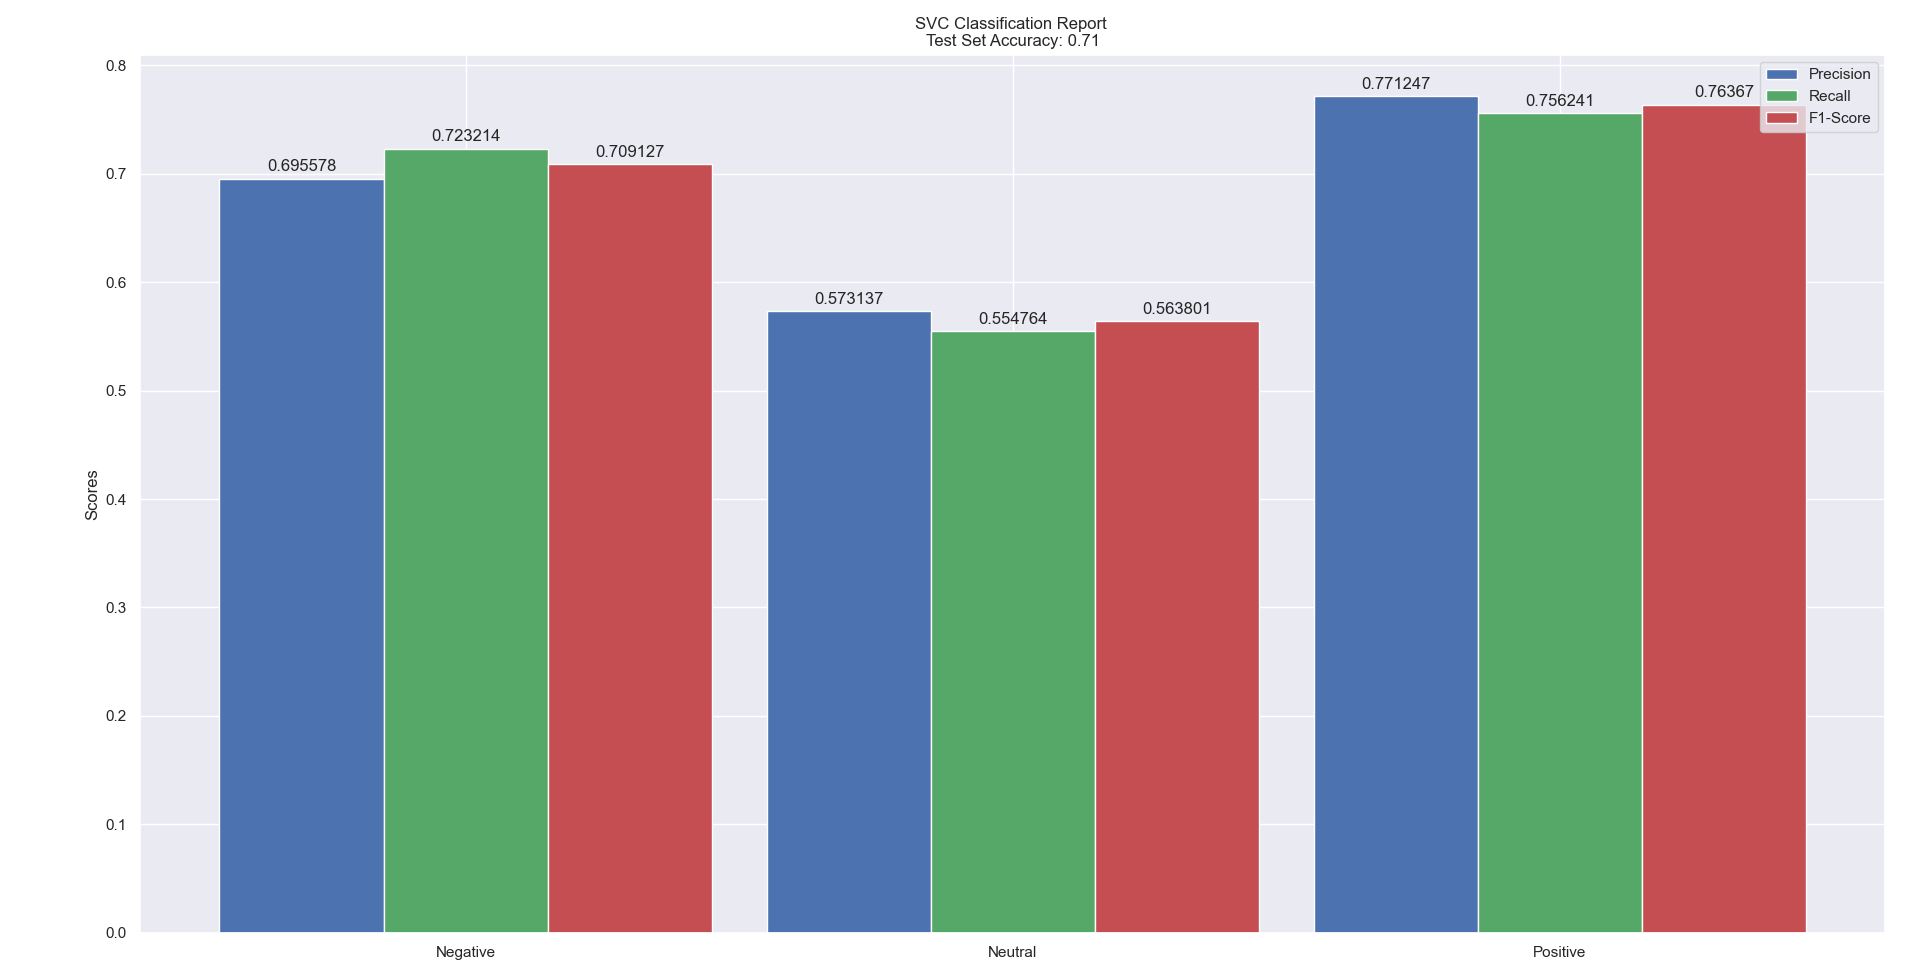 SVC Classification Report
Test Set Accuracy: 0.71
Precision
Recall
F1-Score
Scores
0.8
0.7
0.6
0.5
0.4
0.3
0.2
0.1
0.0
0.695578
0.723214
0.709127
0.573137
0.554764
0.563801
0.771247
0.756241
0.76367
Negative
Neutral
Positive